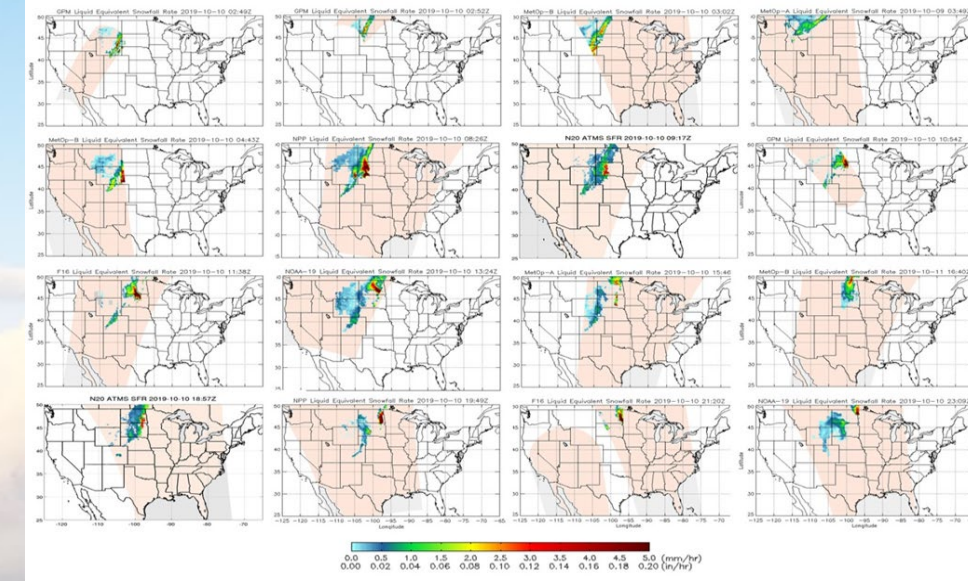 GPM Liquid Equivalent Snowfall Rate 2019-10-10 02:49Z
GPM Liquid Equivalent Snowfall Rate 2019-10-10 02:52Z
MetOp-B Liquid Equivalent Snowfall Rate 2019-10-10 03:02Z
MetOp-A Liquid Equivalent Snowfall Rate 2019-10-09 03:49
MetOp-B Liquid Equivalent Snowfall Rate 2019-10-10 04:43Z
NPP Liquid Equivalent Snowfall Rate 2019-10-10 08:26Z
N20 ATMS SFR 2019-10-10 09:17Z
GPM Liquid Equivalent Snowfall Rate 2019-10-10 10:54Z
F16 Liquid Equivalent Snowfall Rate 2019-10-10 11:38Z
NOAA-19 Liquid Equivalent Snowfall Rate 2019-10-10 13:24Z
MetOp-A Liquid Equivalent Snowfall Rate 2019-10-10 15:46
MetOp-B Liquid Equivalent Snowfall Rate 2019-10-11 16:40Z
N20 ATMS SFR 2019-10-10 18:57Z
NPP Liquid Equivalent Snowfall Rate 2019-10-10 19:49Z
F16 Liquid Equivalent Snowfall Rate 2019-10-10 21:20Z
NOAA-19 Liquid Equivalent Snowfall Rate 2019-10-10 23:09Z
-120 -110 -100 -90 -80 -70
-125 -120 -115 -110 -105 -100 -95 -90 -85 -80 -75 -70 -65
Longitude
0.0 0.5 1.0 1.5 2.0 2.5 3.0 3.5 4.0 4.5 5.0 (mm/hr)
0.00 0.02 0.04 0.06 0.08 0.10 0.12 0.14 0.16 0.18 0.20 (in/hr)